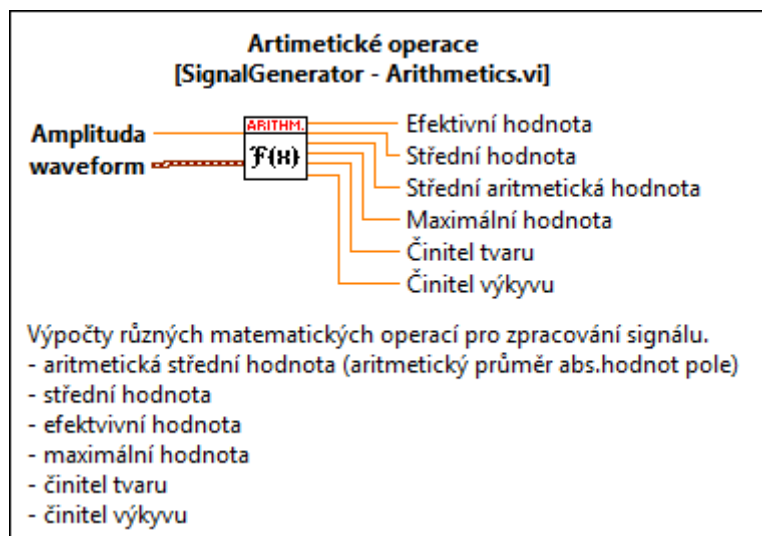 Artimetické operace
[SignalGenerator - Arithmetics.vi]
Amplituda
waveform
ARITHM.
F(x)
Efektivní hodnota
Střední hodnota
Střední aritmetická hodnota
Maximální hodnota
Činitel tvaru
Činitel výkyvu
Výpočty různých matematických operací pro zpracování signálu.
- aritmetická střední hodnota (aritmetický průměr abs.hodnot pole)
- střední hodnota
- efektvivní hodnota
- maximální hodnota
- činitel tvaru
- činitel výkyvu